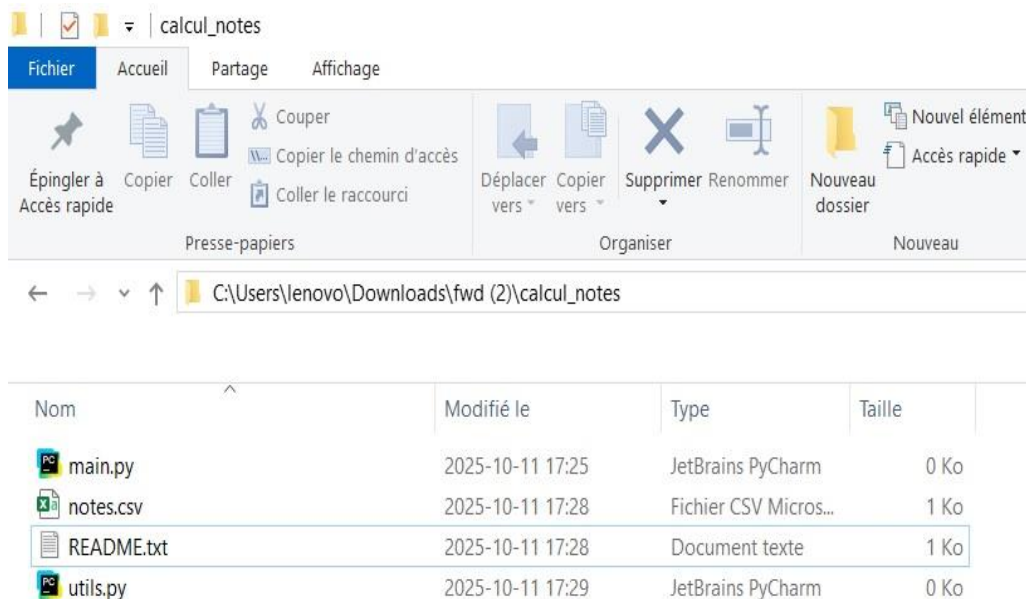 calcul_notes
Fichier Accueil Partage Affichage
Couper
Copier le chemin d'accès
Coller le raccourci
Épingler à Accès rapide
Copier
Coller
Presse-papiers
Déplacer vers
Copier vers
Supprimer
Renommer
Organiser
Nouveau dossier
Nouvel élément
Accès rapide
Nouveau
C:\Users\lenovo\Downloads\fwd (2)\calcul_notes
Nom Modifié le Type Taille
main.py 2025-10-11 17:25 JetBrains PyCharm 0 Ko
notes.csv 2025-10-11 17:28 Fichier CSV Micros... 1 Ko
README.txt 2025-10-11 17:28 Document texte 1 Ko
utils.py 2025-10-11 17:29 JetBrains PyCharm 0 Ko